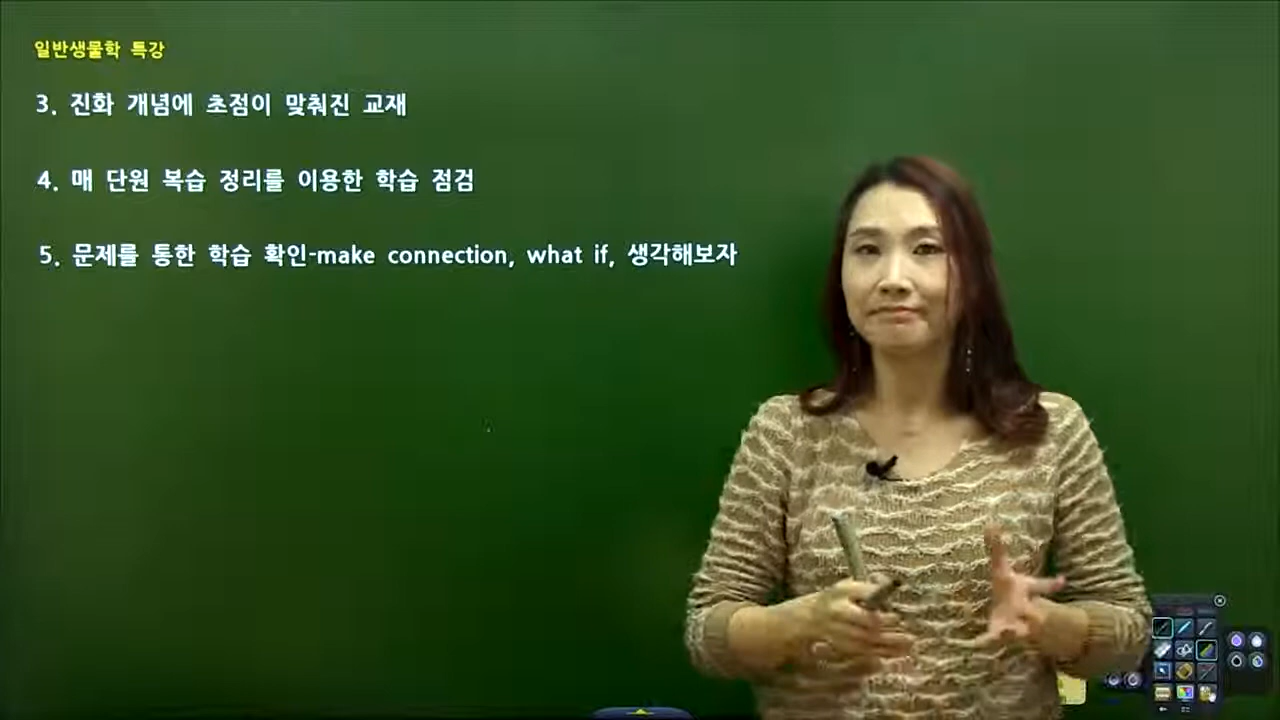 일반생물학 특강
3. 진화 개념에 초점이 맞춰진 교재
4. 매 단원 복습 정리를 이용한 학습 점검
5. 문제를 통한 학습 확인-make connection, what if, 생각해보자